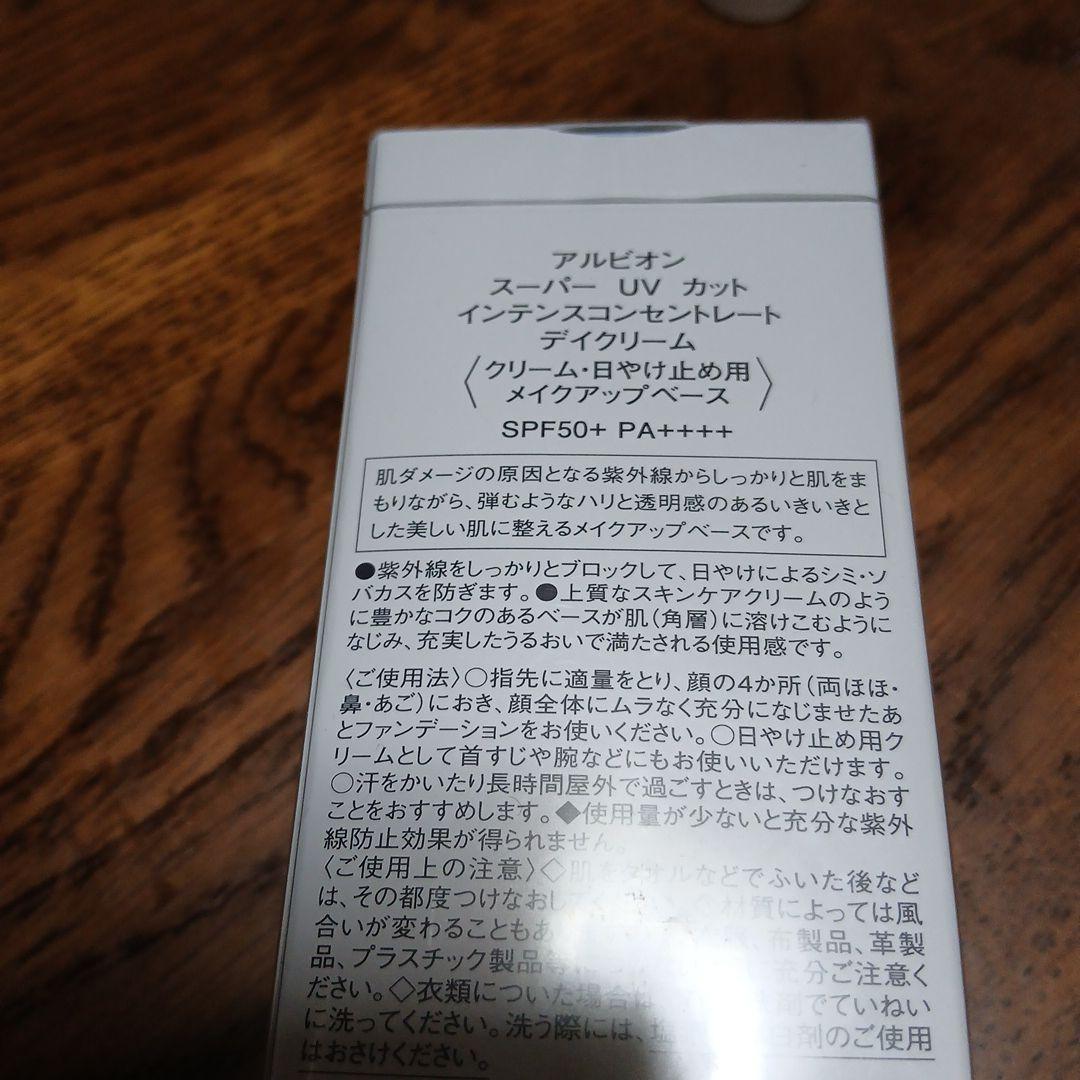 アルビオン
スーパー UV カット
インテンスコンセントレート
デイクリーム
〈クリーム・日やけ止め用
メイクアップベース〉
SPF50+ PA++++
肌ダメージの原因となる紫外線からしっかりと肌をま
もりながら、弾むようなハリと透明感のあるいきいきと
した美しい肌に整えるメイクアップベースです。
●紫外線をしっかりとブロックして、日やけによるシミ・ソ
バカスを防ぎます。●上質なスキンケアクリームのよう
に豊かなコクのあるベースが肌(角層)に溶けこむように
なじみ、充実したうるおいで満たされる使用感です。
〈ご使用法〉○指先に適量をとり、顔の4か所(両ほほ・
鼻・あご)におき、顔全体にムラなく充分になじませたあ
とファンデーションをお使いください。○日やけ止め用ク
リームとして首すじや腕などにもお使いいただけます。
○汗をかいたり長時間屋外で過ごすときは、つけなおす
ことをおすすめします。◆使用量が少ないと充分な紫外
線防止効果が得られません。
〈ご使用上の注意〉◇肌をタオルなどでふいた後など
は、その都度つけなおし 材質によっては風
合いが変わることもあ 布製品、革製
品、プラスチック製品等に 充分ご注意く
ださい。◇衣類についた場合は 剤でていねい
に洗ってください。洗う際には、塩 白剤のご使用
はおさけください。